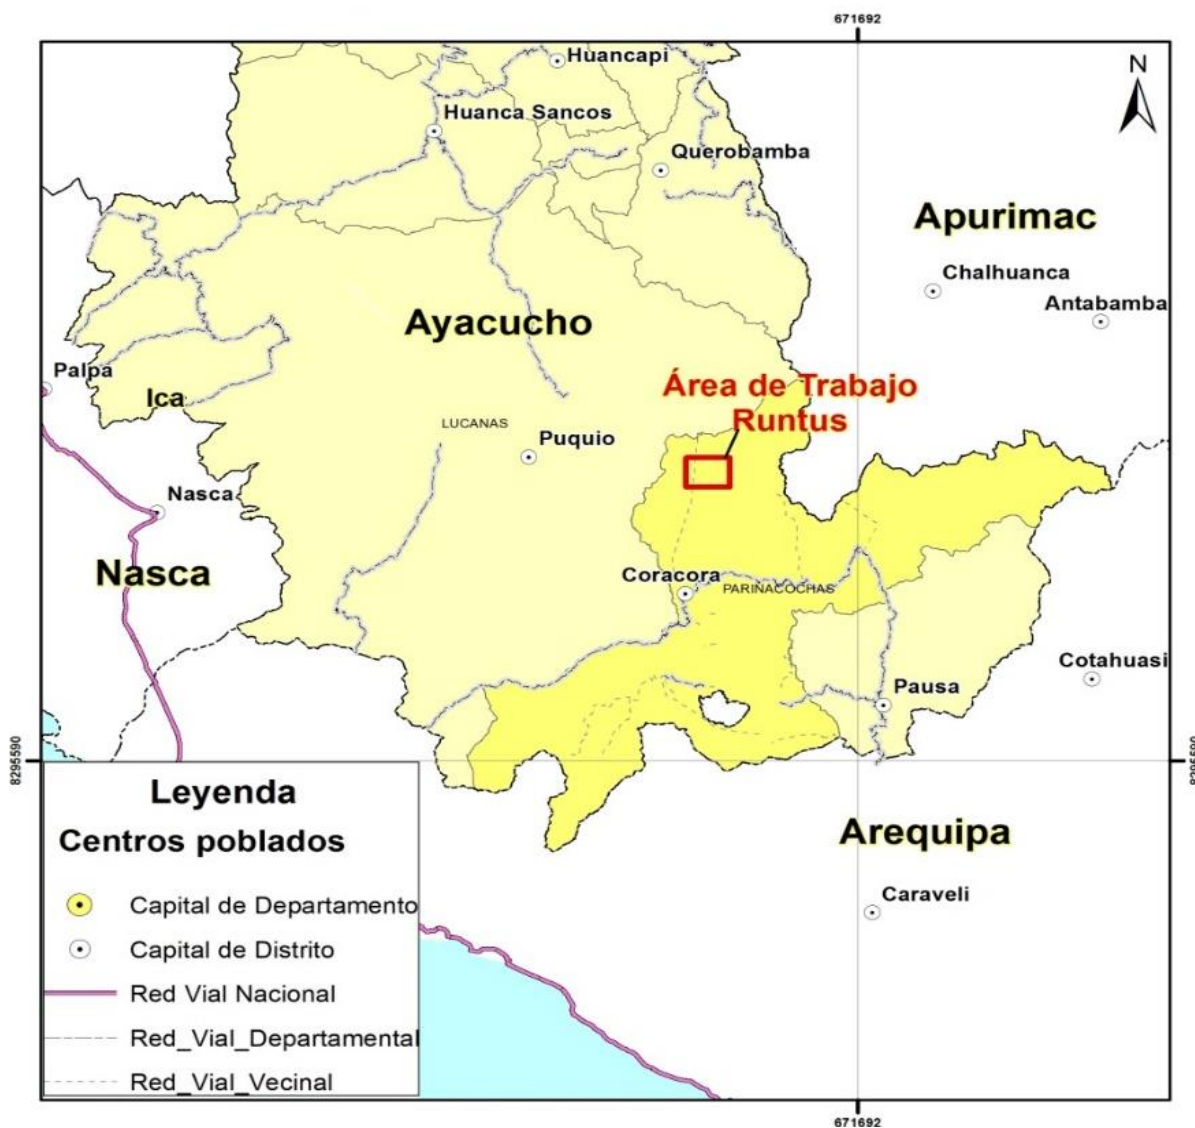 671692
N
Huancapi
Huanca Sancos
Querobamba
Apurimac
Chalhuanca
Antabamba
Ayacucho
Palpa
Ica
Área de Trabajo
Runtus
LUCANAS
Puquio
Nasca
Nasca
Coracora
PARINACOCHAS
Cotahuasi
Pausa
8295590
8295590
Leyenda
Centros poblados
Capital de Departamento
Capital de Distrito
Red Vial Nacional
Red_Vial_Departamental
Red_Vial_Vecinal
Arequipa
Caraveli
671692